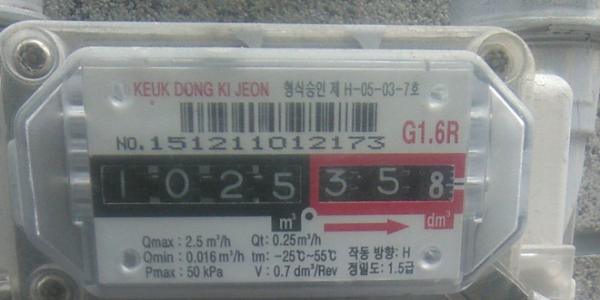 KEUK DONG KI JEON 형식승인 제 H-05-03-7호
NO. 151211012173 G1.6R
1025 358
m³ dm³
Qmax : 2.5 m³/h Qt: 0.25m³/h
Qmin : 0.016 m³/h tm: -25℃~55℃ 작동 방향: H
Pmax : 50 kPa V : 0.7 dm³/Rev 정밀도: 1.5급